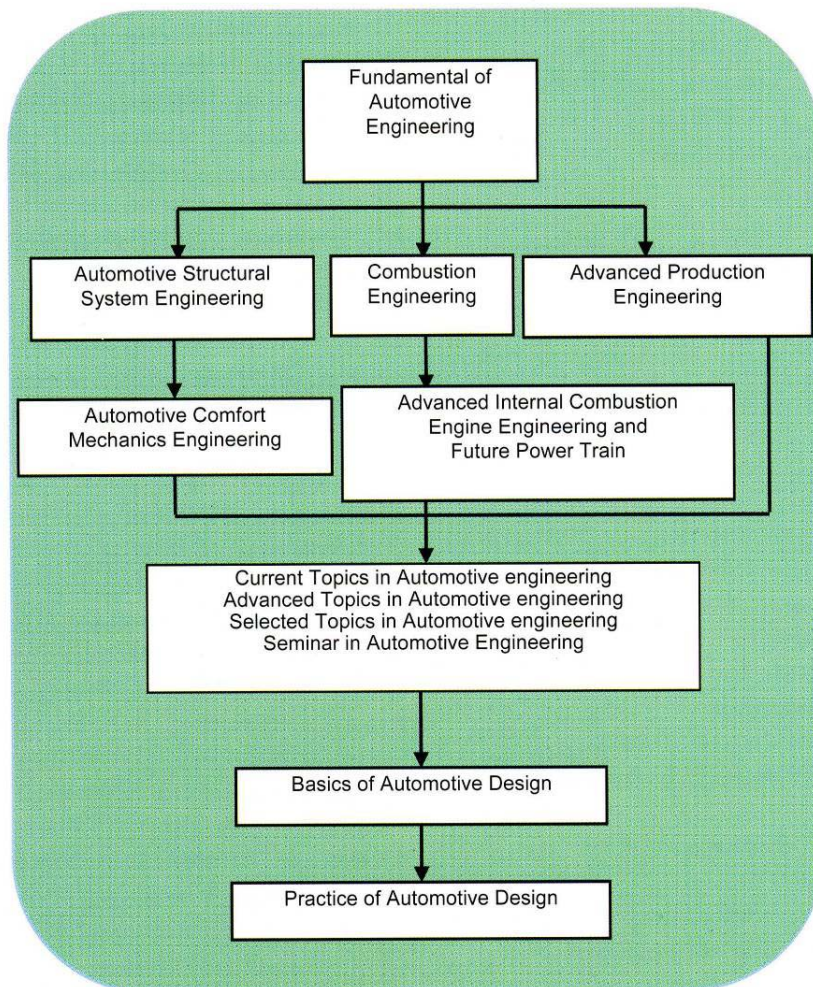 Fundamental of
Automotive
Engineering
Automotive Structural
System Engineering
Combustion
Engineering
Advanced Production
Engineering
Automotive Comfort
Mechanics Engineering
Advanced Internal Combustion
Engine Engineering and
Future Power Train
Current Topics in Automotive engineering
Advanced Topics in Automotive engineering
Selected Topics in Automotive engineering
Seminar in Automotive Engineering
Basics of Automotive Design
Practice of Automotive Design